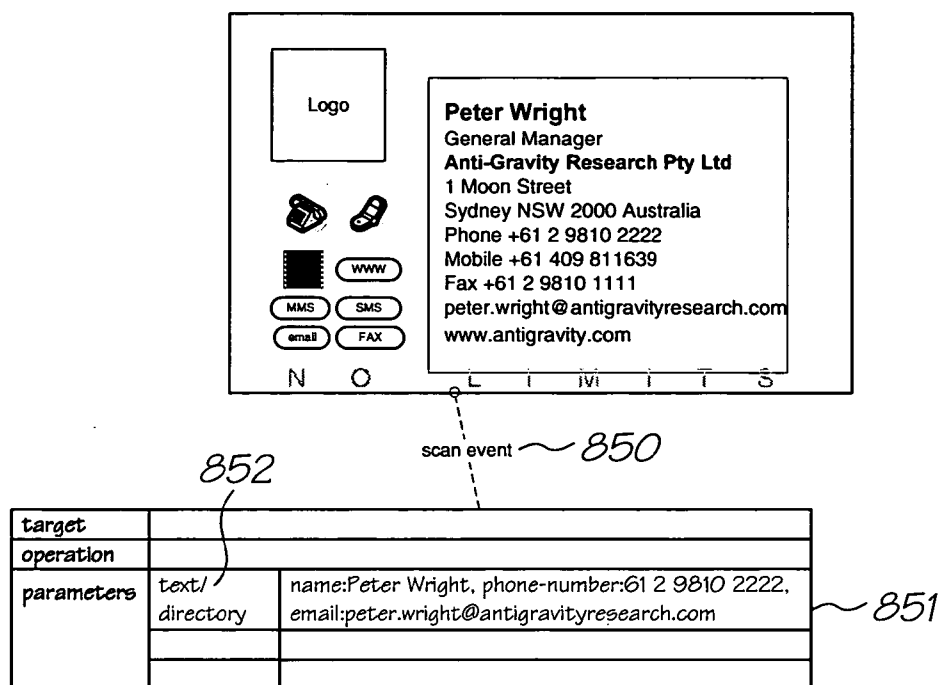 Logo
Peter Wright
General Manager
Anti-Gravity Research Pty Ltd
1 Moon Street
Sydney NSW 2000 Australia
Phone +61 2 9810 2222
Mobile +61 409 811639
Fax +61 2 9810 1111
peter.wright@antigravityresearch.com
www.antigravity.com
WWW
MMS SMS
email FAX
NO LIMITS
scan event 850
852
target
operation
parameters text/ name:Peter Wright, phone-number:61 2 9810 2222,
directory email:peter.wright@antigravityresearch.com
851